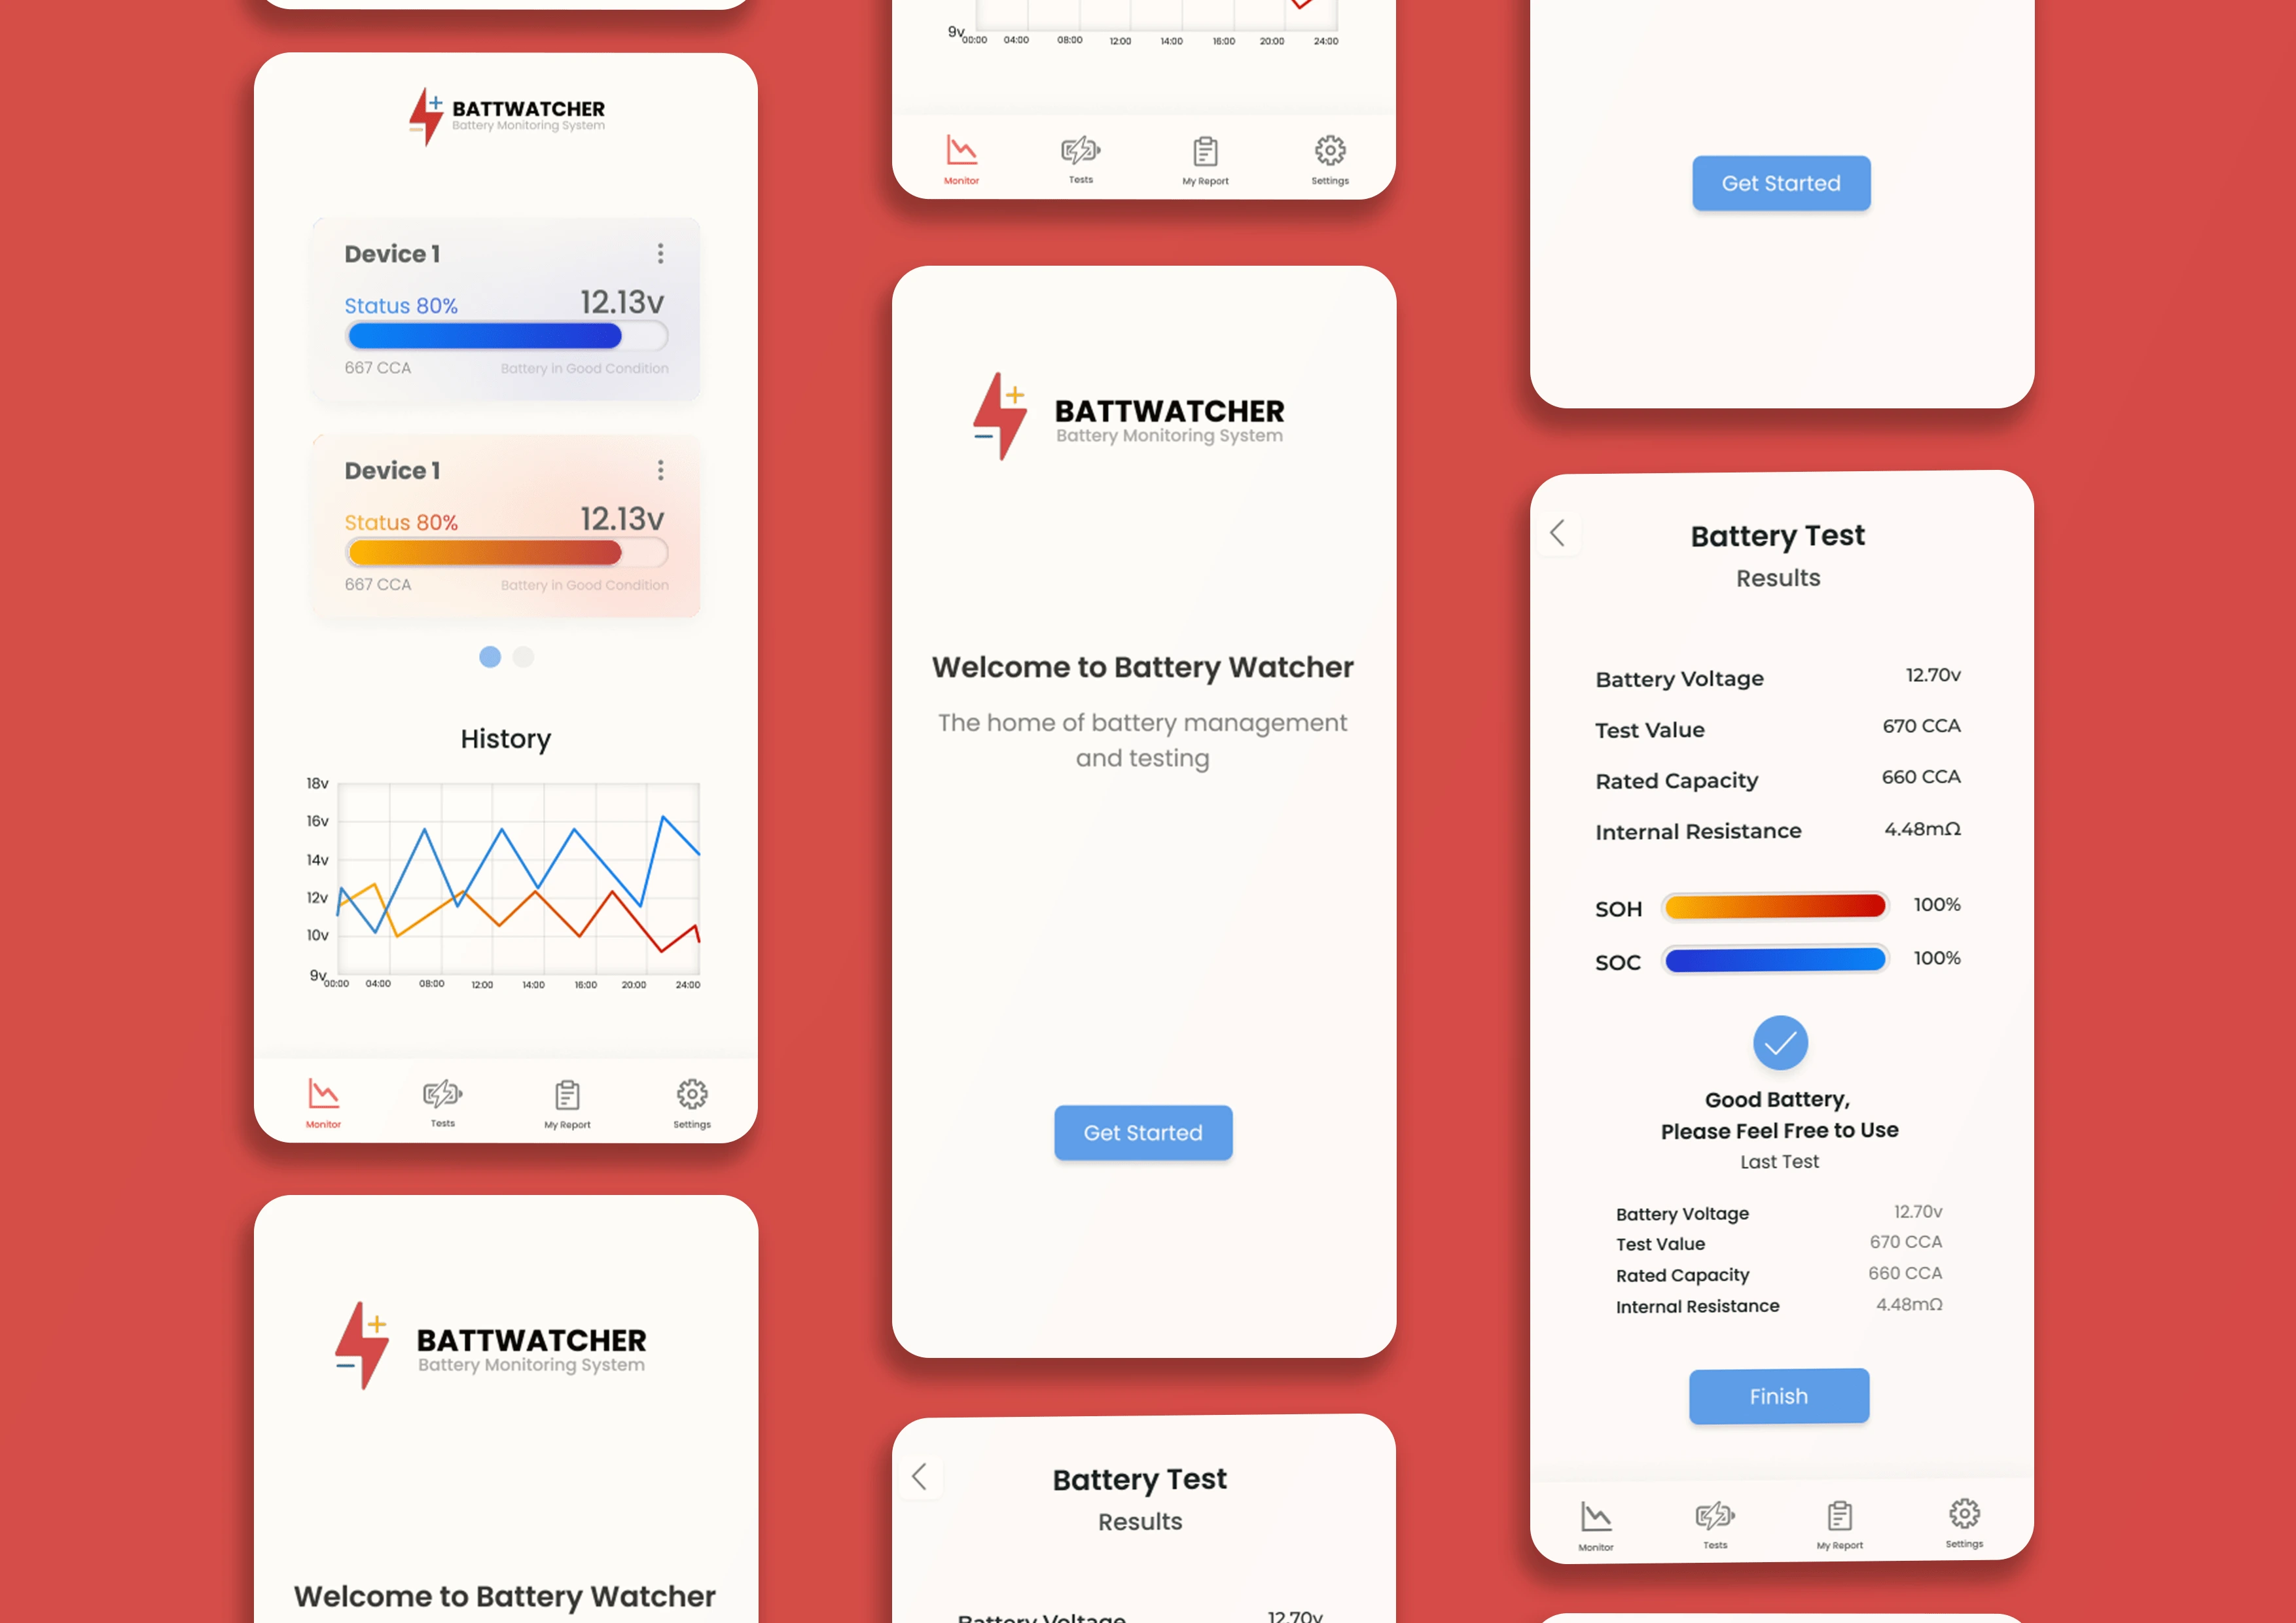 BATTWATCHER
Battery Monitoring System
Device 1
Status 80%
12.13v
667 CCA
Battery in Good Condition
Device 1
Status 80%
12.13v
667 CCA
Battery in Good Condition
History
18v
16v
14v
12v
10v
9v
00:00 04:00 08:00 12:00 14:00 16:00 20:00 24:00
Monitor Tests My Report Settings
BATTWATCHER
Battery Monitoring System
Welcome to Battery Watcher
9v
00:00 04:00 08:00 12:00 14:00 16:00 20:00 24:00
Monitor Tests My Report Settings
BATTWATCHER
Battery Monitoring System
Welcome to Battery Watcher
The home of battery management
and testing
Get Started
Battery Test
Results
Battery Voltage 12.70v
Get Started
Battery Test
Results
Battery Voltage 12.70v
Test Value 670 CCA
Rated Capacity 660 CCA
Internal Resistance 4.48mΩ
SOH 100%
SOC 100%
Good Battery,
Please Feel Free to Use
Last Test
Battery Voltage 12.70v
Test Value 670 CCA
Rated Capacity 660 CCA
Internal Resistance 4.48mΩ
Finish
Monitor Tests My Report Settings